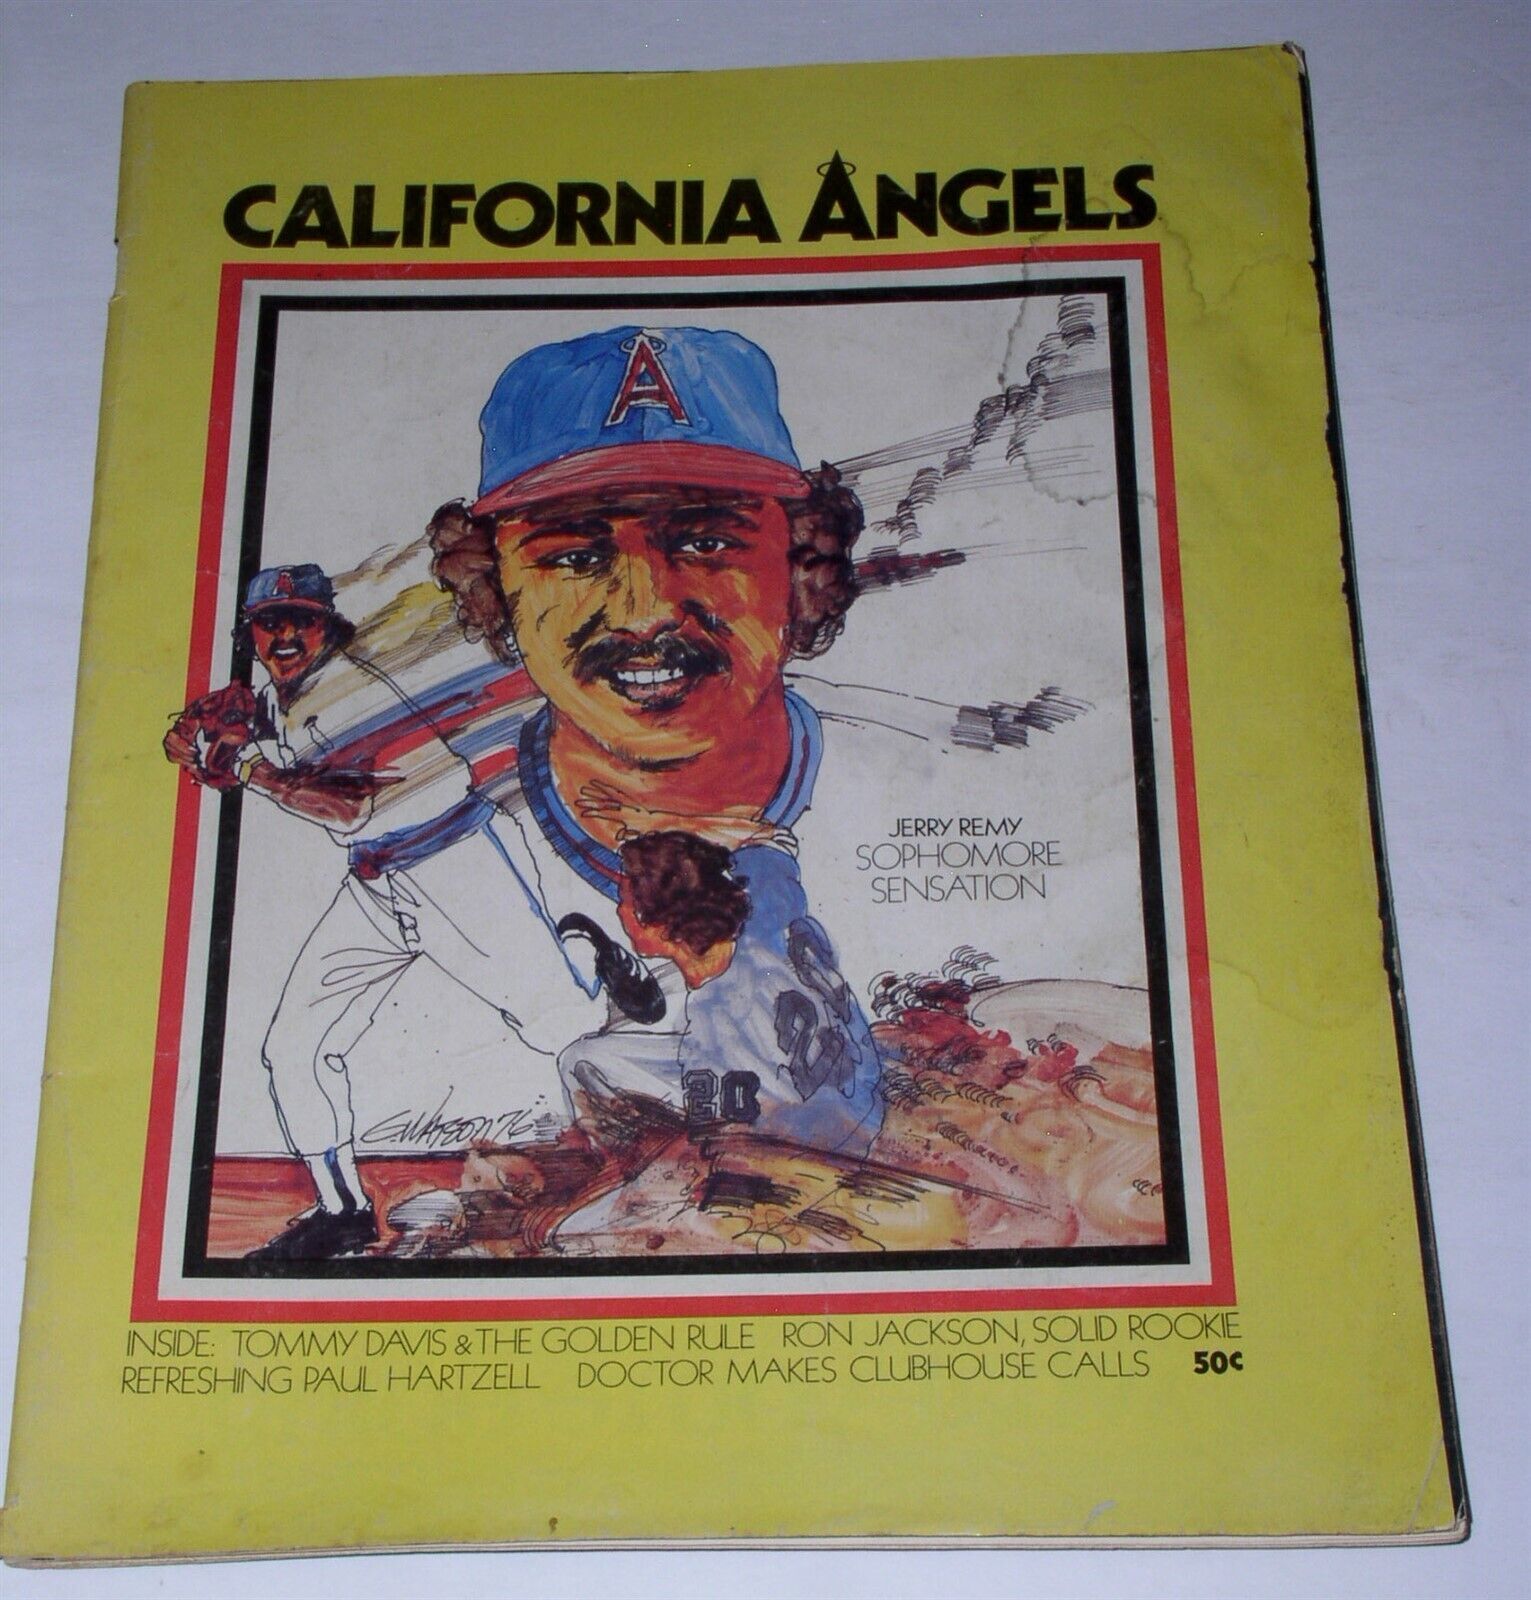 CALIFORNIA ANGELS
A
A
JERRY REMY
SOPHOMORE
SENSATION
20
G.WATSON '76
INSIDE: TOMMY DAVIS & THE GOLDEN RULE RON JACKSON, SOLID ROOKIE
REFRESHING PAUL HARTZELL DOCTOR MAKES CLUBHOUSE CALLS 50¢